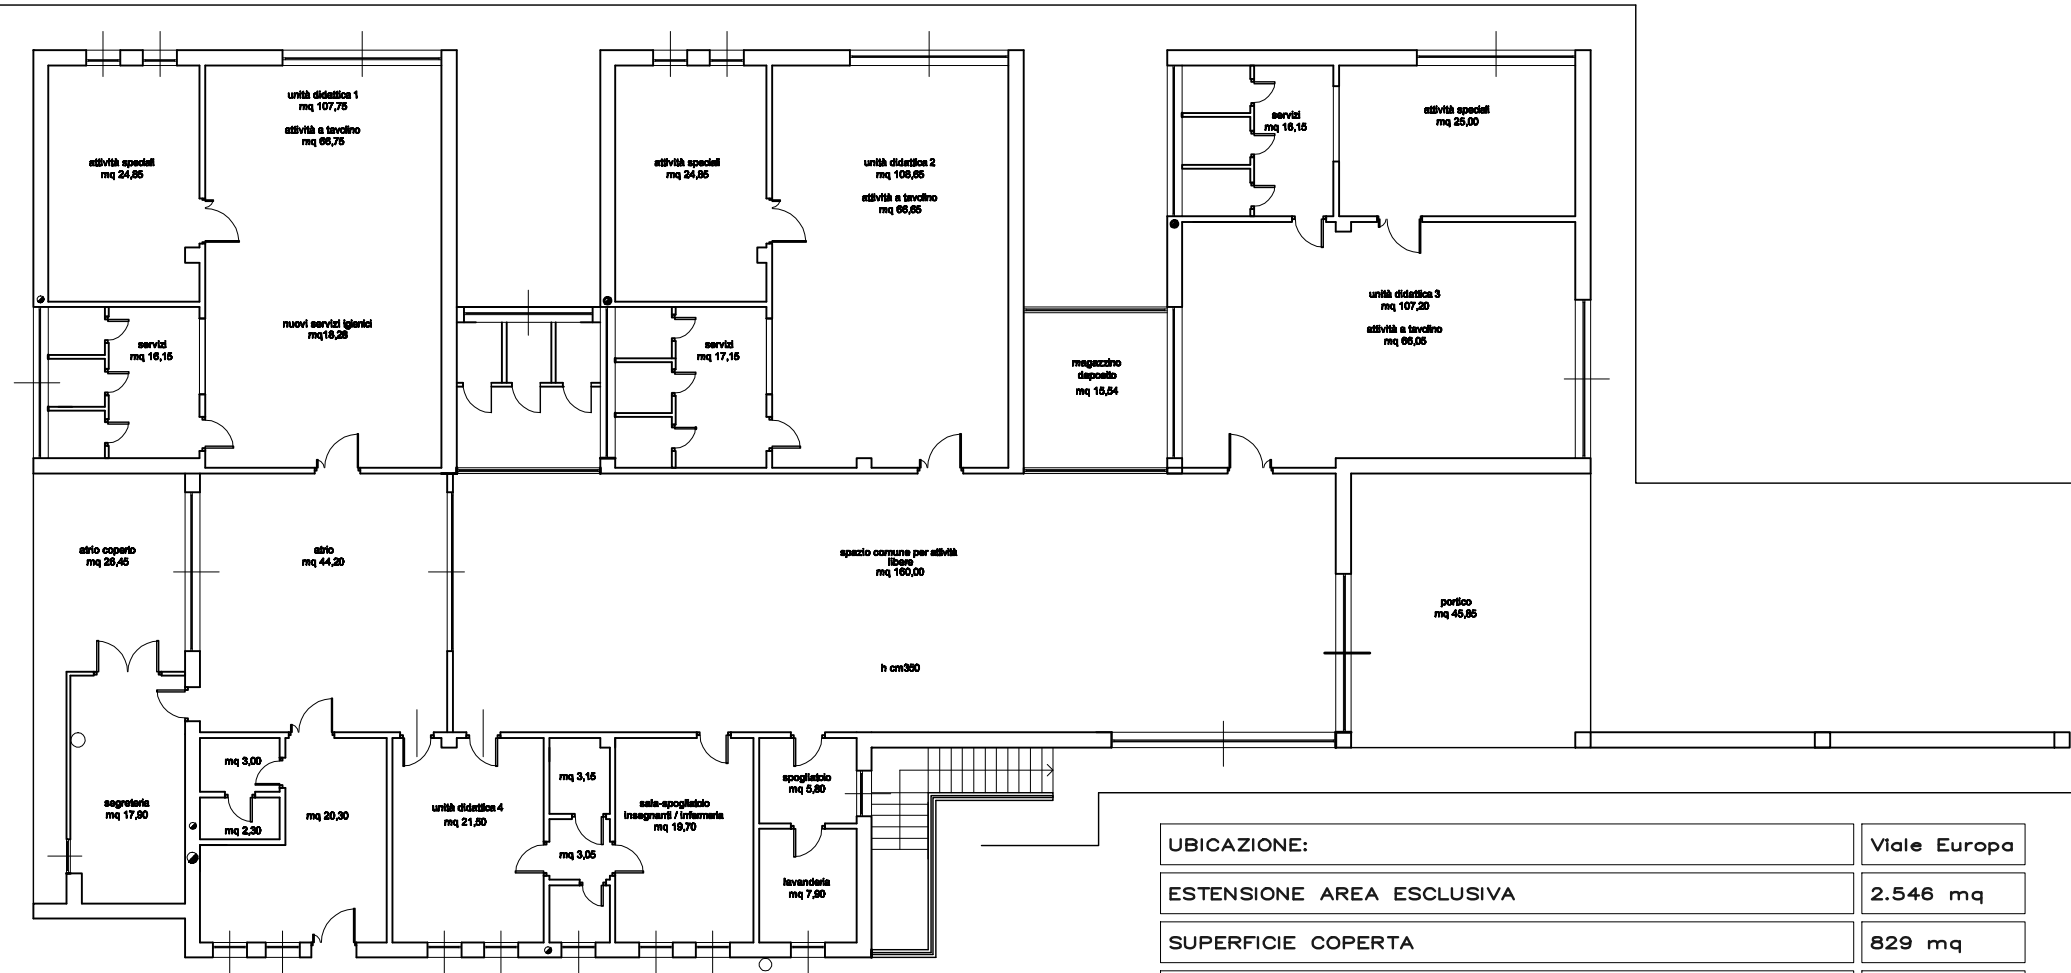 unità didattica 1
mq 107,75
attività a tavolino
mq 66,75
attività speciali
mq 24,85
nuovi servizi igienici
mq18,28
servizi
mq 16,15
attività speciali
mq 24,85
unità didattica 2
mq 108,65
attività a tavolino
mq 66,65
servizi
mq 17,15
magazzino
deposito
mq 15,54
servizi
mq 16,15
attività speciali
mq 25,00
unità didattica 3
mq 107,20
attività a tavolino
mq 66,05
atrio coperto
mq 26,45
atrio
mq 44,20
spazio comune per attività
libere
mq 160,00
h cm350
portico
mq 45,85
segreteria
mq 17,90
mq 3,00
mq 2,30
mq 20,30
unità didattica 4
mq 21,50
mq 3,15
mq 3,05
sala-spogliatoio
insegnanti / infermeria
mq 19,70
spogliatoio
mq 5,80
lavanderia
mq 7,90
UBICAZIONE: Viale Europa
ESTENSIONE AREA ESCLUSIVA 2.546 mq
SUPERFICIE COPERTA 829 mq